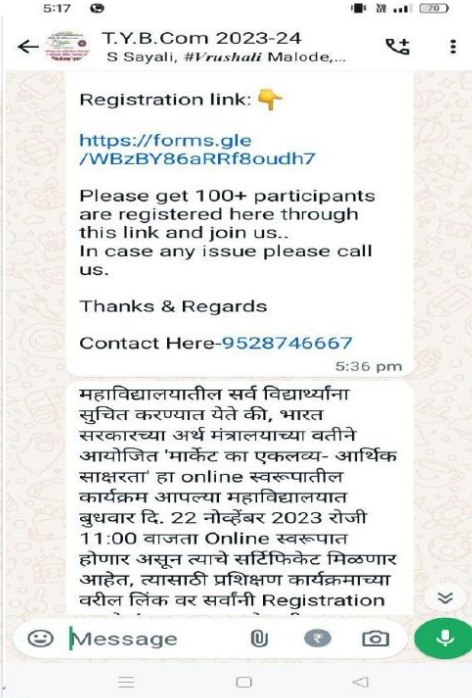 5:17
70
T.Y.B.Com 2023-24
S Sayali, #Vrushali Malode,...
Registration link: 👇
https://forms.gle
/WBzBY86aRRf8oudh7
Please get 100+ participants
are registered here through
this link and join us..
In case any issue please call
us.
Thanks & Regards
Contact Here-9528746667
5:36 pm
महाविद्यालयातील सर्व विद्यार्थ्यांना
सुचित करण्यात येते की, भारत
सरकारच्या अर्थ मंत्रालयाच्या वतीने
आयोजित 'मार्केट का एकलव्य- आर्थिक
साक्षरता' हा online स्वरूपातील
कार्यक्रम आपल्या महाविद्यालयात
बुधवार दि. 22 नोव्हेंबर 2023 रोजी
11:00 वाजता Online स्वरूपात
होणार असून त्याचे सर्टिफिकेट मिळणार
आहेत, त्यासाठी प्रशिक्षण कार्यक्रमाच्या
वरील लिंक वर सर्वांनी Registration
Message